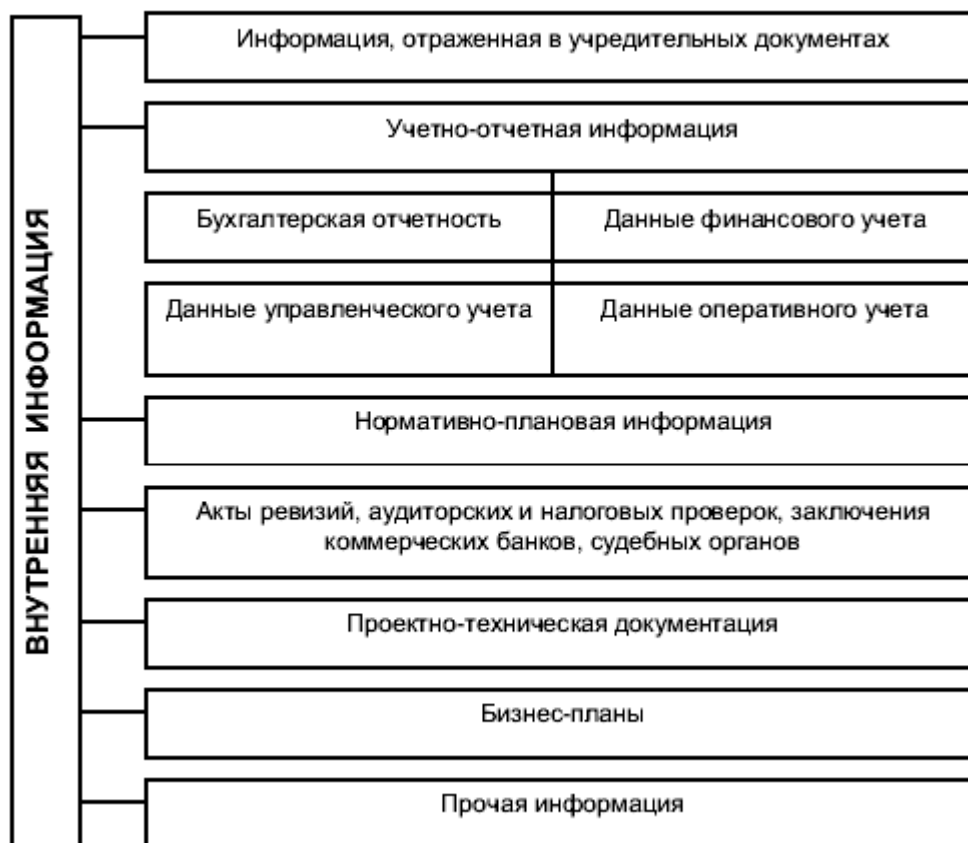 ВНУТРЕННЯЯ ИНФОРМАЦИЯ
Информация, отраженная в учредительных документах
Учетно-отчетная информация
Бухгалтерская отчетность
Данные финансового учета
Данные управленческого учета
Данные оперативного учета
Нормативно-плановая информация
Акты ревизий, аудиторских и налоговых проверок, заключения
коммерческих банков, судебных органов
Проектно-техническая документация
Бизнес-планы
Прочая информация